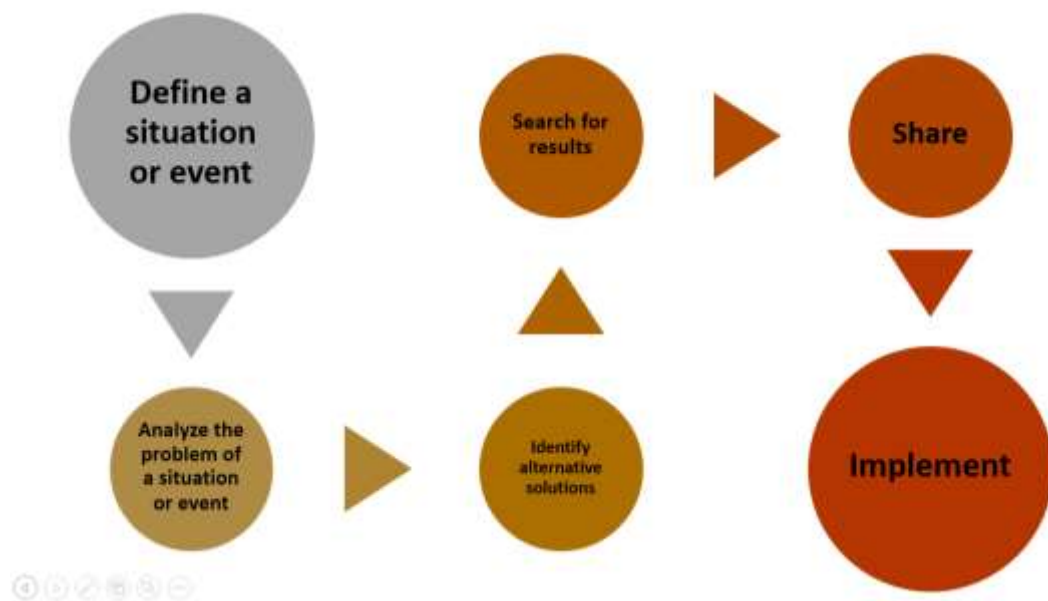 Define a
situation
or event
Analyze the
problem of
a situation
or event
Identify
alternative
solutions
Search for
results
Share
Implement